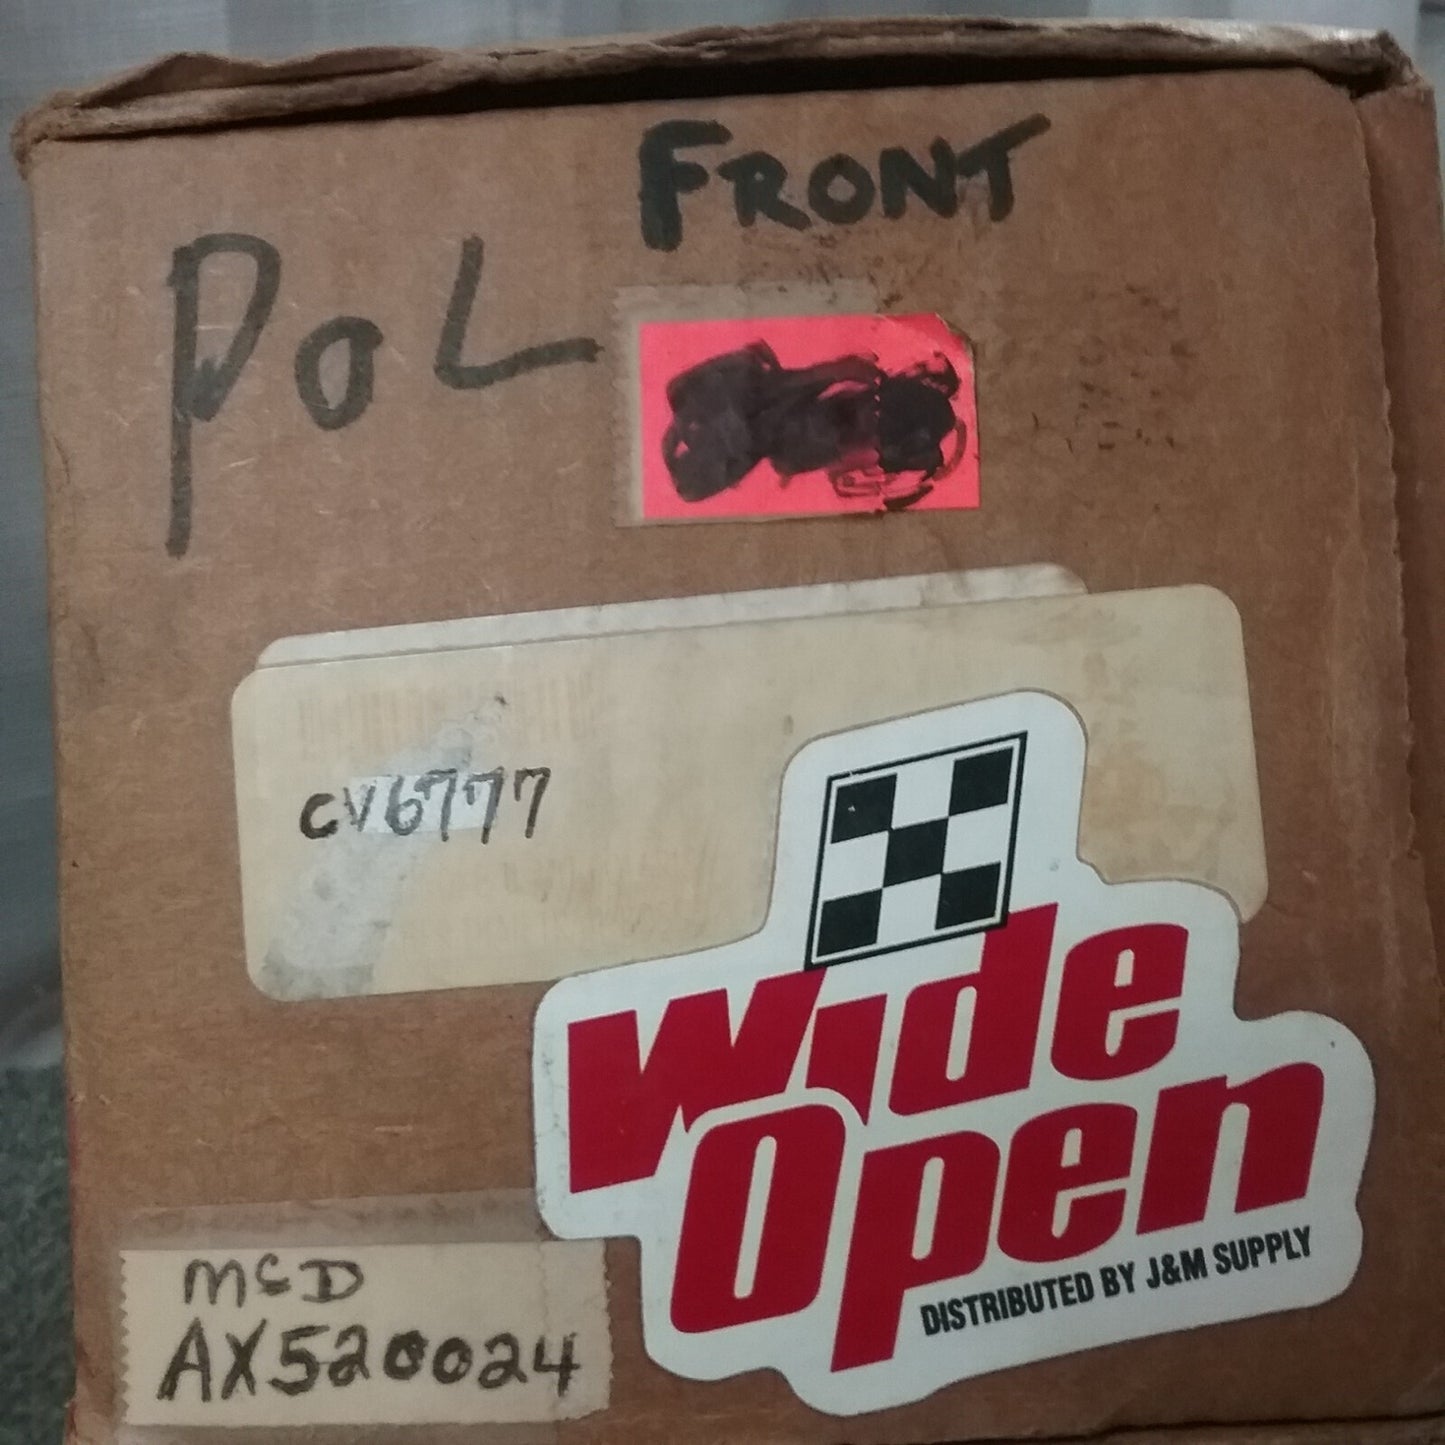 FRONT
PoL
CV6777
Wide
Open
DISTRIBUTED BY J&M SUPPLY
McD
AX520024